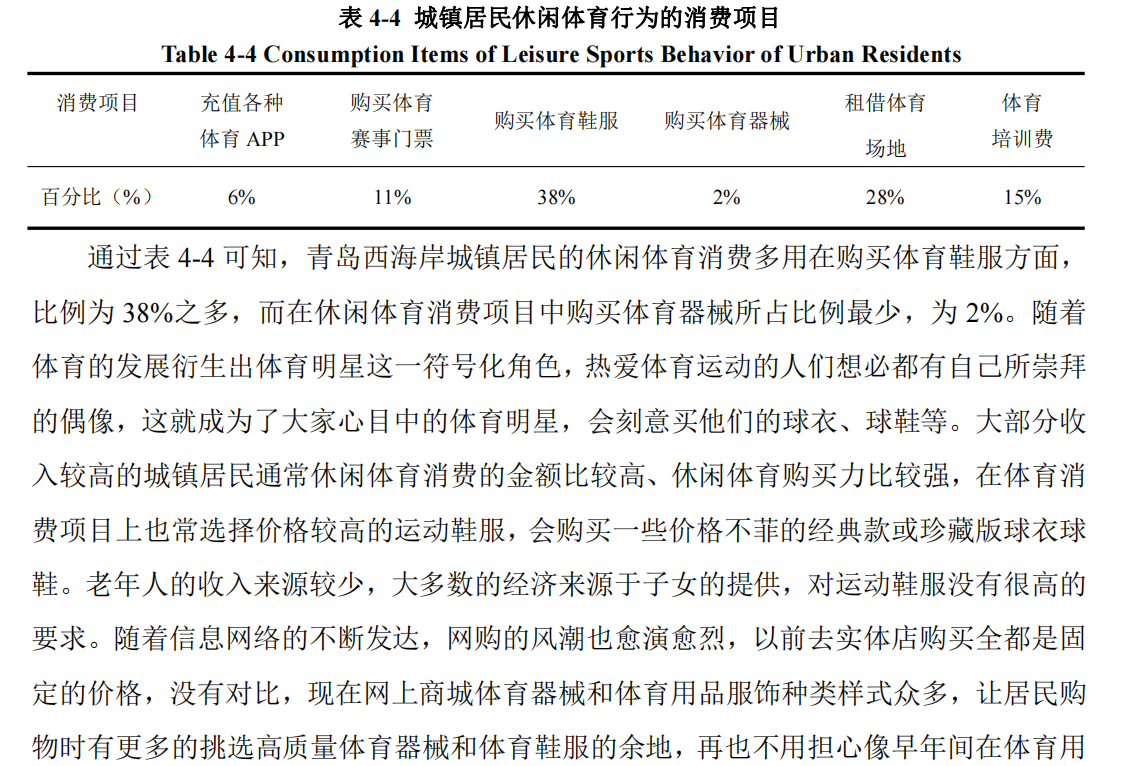 表 4-4 城镇居民休闲体育行为的消费项目
Table 4-4 Consumption Items of Leisure Sports Behavior of Urban Residents
消费项目 充值各种体育 APP 购买体育赛事门票 购买体育鞋服 购买体育器械 租借体育场地 体育培训费
百分比（%） 6% 11% 38% 2% 28% 15%
通过表 4-4 可知，青岛西海岸城镇居民的休闲体育消费多用在购买体育鞋服方面，
比例为 38%之多，而在休闲体育消费项目中购买体育器械所占比例最少，为 2%。随着
体育的发展衍生出体育明星这一符号化角色，热爱体育运动的人们想必都有自己所崇拜
的偶像，这就成为了大家心目中的体育明星，会刻意买他们的球衣、球鞋等。大部分收
入较高的城镇居民通常休闲体育消费的金额比较高、休闲体育购买力比较强，在体育消
费项目上也常选择价格较高的运动鞋服，会购买一些价格不菲的经典款或珍藏版球衣球
鞋。老年人的收入来源较少，大多数的经济来源于子女的提供，对运动鞋服没有很高的
要求。随着信息网络的不断发达，网购的风潮也愈演愈烈，以前去实体店购买全都是固
定的价格，没有对比，现在网上商城体育器械和体育用品服饰种类样式众多，让居民购
物时有更多的挑选高质量体育器械和体育鞋服的余地，再也不用担心像早年间在体育用